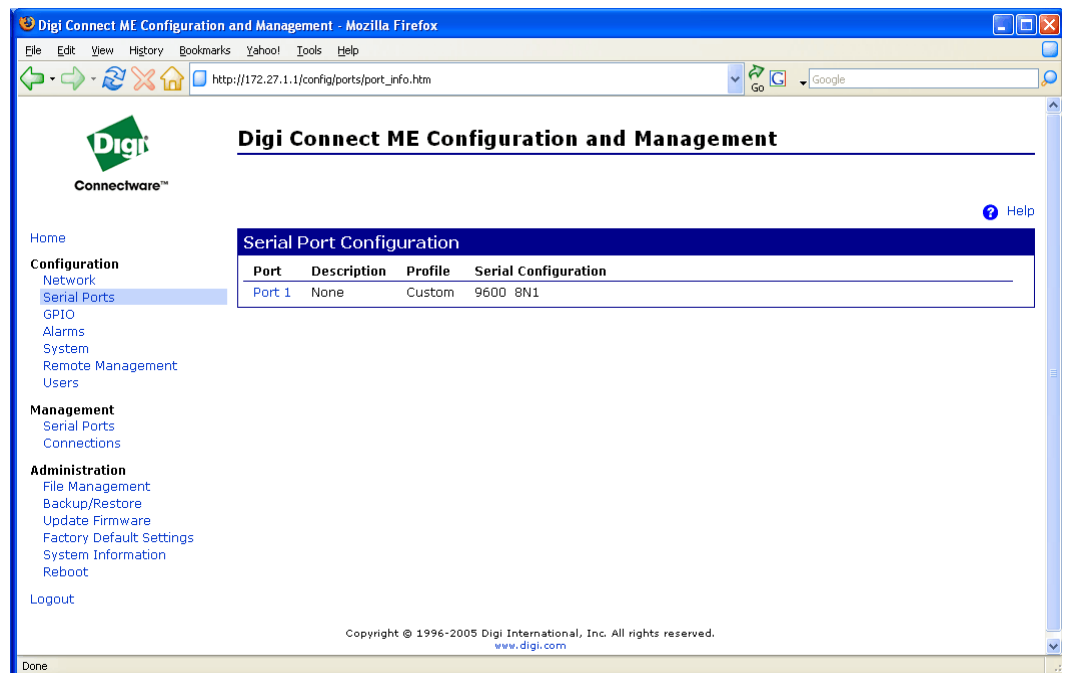 Digi Connect ME Configuration and Management - Mozilla Firefox
File Edit View History Bookmarks Yahoo! Tools Help
http://172.27.1.1/config/ports/port_info.htm Go G Google
Digi
Connectware™
Digi Connect ME Configuration and Management
? Help
Home
Configuration
Network
Serial Ports
GPIO
Alarms
System
Remote Management
Users
Management
Serial Ports
Connections
Administration
File Management
Backup/Restore
Update Firmware
Factory Default Settings
System Information
Reboot
Logout
Serial Port Configuration
Port Description Profile Serial Configuration
Port 1 None Custom 9600 8N1
Copyright © 1996-2005 Digi International, Inc. All rights reserved.
www.digi.com
Done